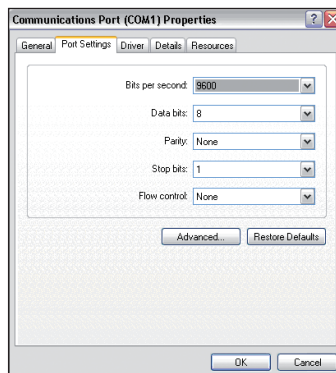 Communications Port (COM1) Properties
General Port Settings Driver Details Resources
Bits per second: 9600
Data bits: 8
Parity: None
Stop bits: 1
Flow control: None
Advanced... Restore Defaults
OK Cancel